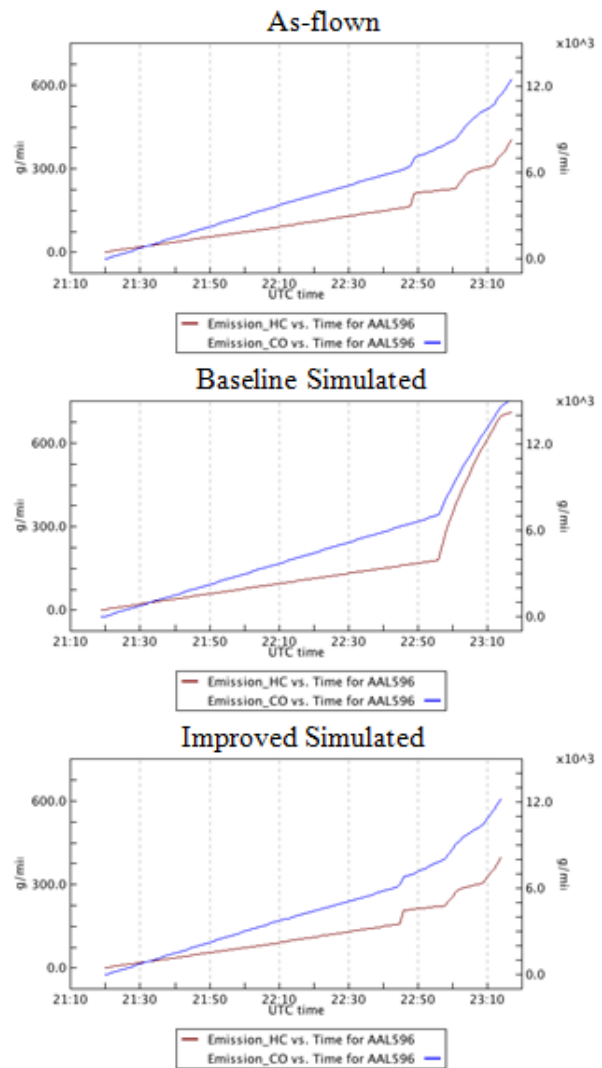 As-flown
x10^3
600.0
300.0
0.0
g/mii
12.0
6.0
0.0
g/mii
21:10 21:30 21:50 22:10 22:30 22:50 23:10
UTC time
Emission_HC vs. Time for AAL596
Emission_CO vs. Time for AAL596
Baseline Simulated
x10^3
600.0
300.0
0.0
g/mii
12.0
6.0
0.0
g/mii
21:10 21:30 21:50 22:10 22:30 22:50 23:10
UTC time
Emission_HC vs. Time for AAL596
Emission_CO vs. Time for AAL596
Improved Simulated
x10^3
600.0
300.0
0.0
g/mii
12.0
6.0
0.0
g/mii
21:10 21:30 21:50 22:10 22:30 22:50 23:10
UTC time
Emission_HC vs. Time for AAL596
Emission_CO vs. Time for AAL596